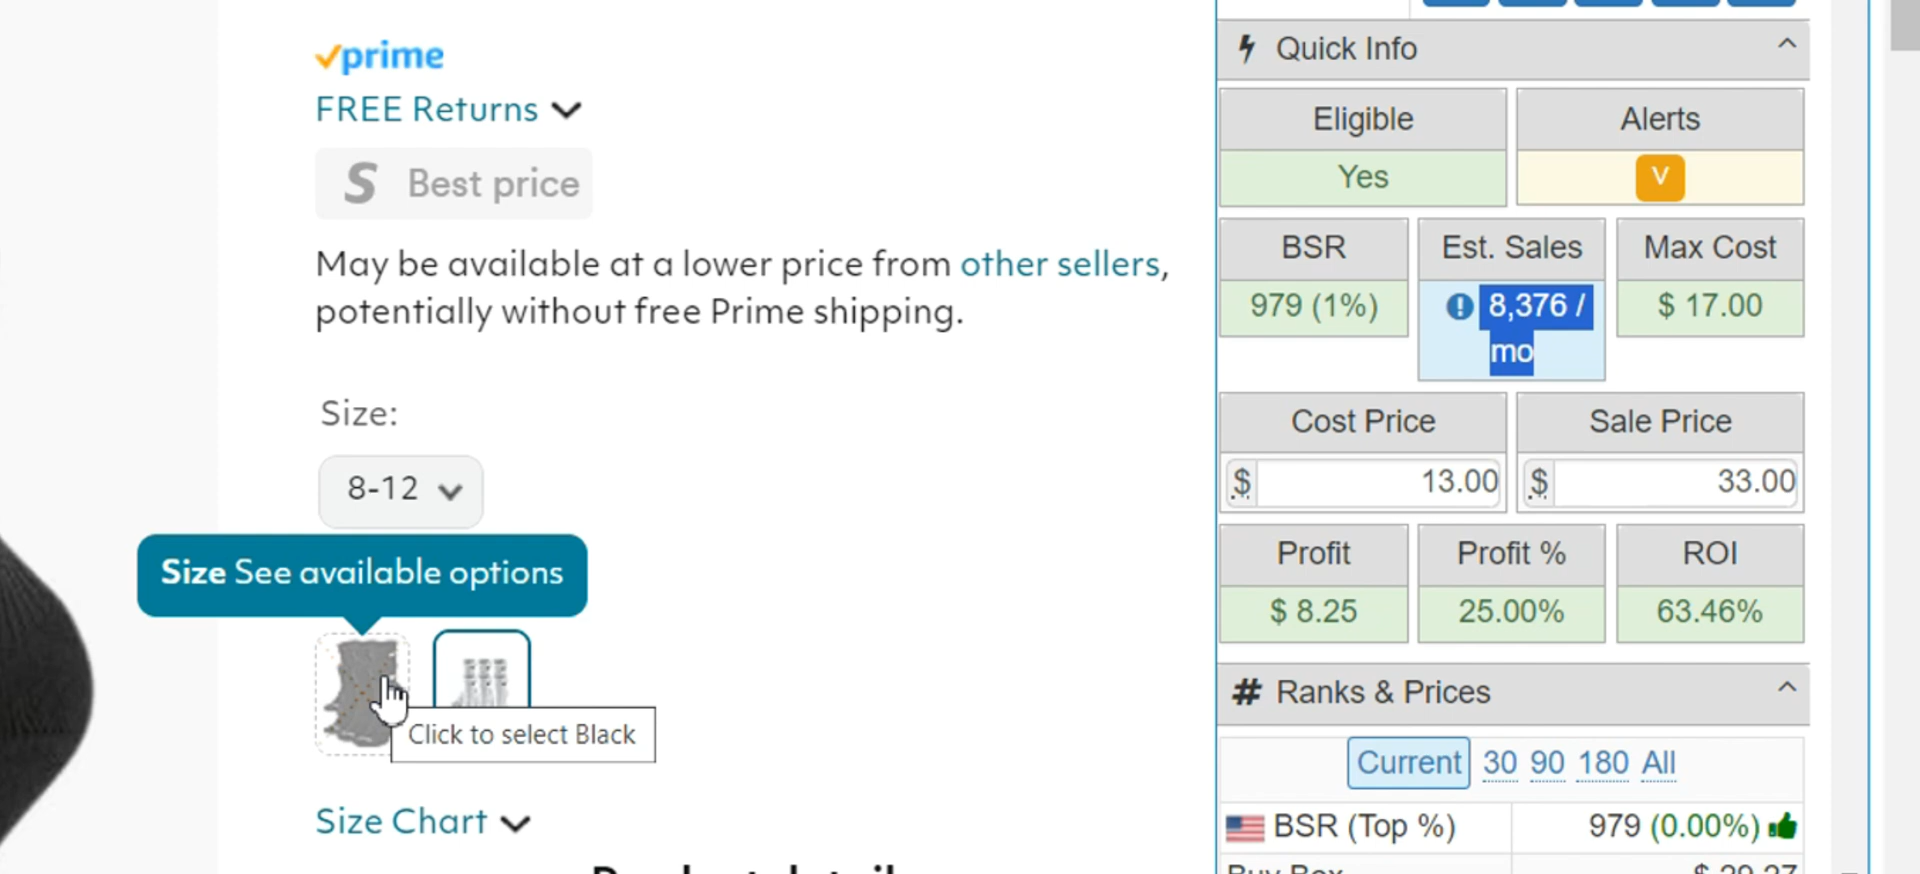 prime
FREE Returns
S Best price
May be available at a lower price from other sellers,
potentially without free Prime shipping.
Size:
8-12
Size See available options
Click to select Black
Size Chart
Quick Info
Eligible Alerts
Yes V
BSR Est. Sales Max Cost
979 (1%) 8,376 / $ 17.00
mo
Cost Price Sale Price
$ 13.00 $ 33.00
Profit Profit % ROI
$ 8.25 25.00% 63.46%
# Ranks & Prices
Current 30 90 180 All
BSR (Top %) 979 (0.00%)